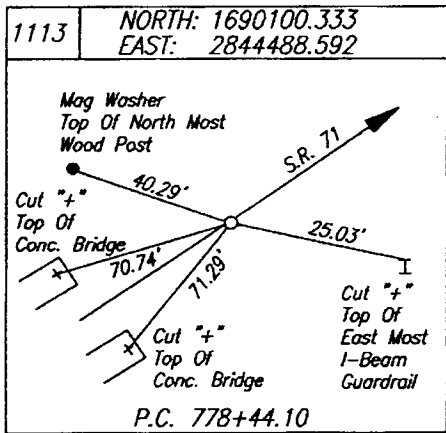 1113
NORTH: 1690100.333
EAST: 2844488.592
Mag Washer
Top Of North Most
Wood Post
S.R. 71
40.29'
Cut "+"
Top Of
Conc. Bridge
70.74'
71.29'
25.03'
Cut "+"
Top Of
East Most
I-Beam
Guardrail
Cut "+"
Top Of
Conc. Bridge
P.C. 778+44.10